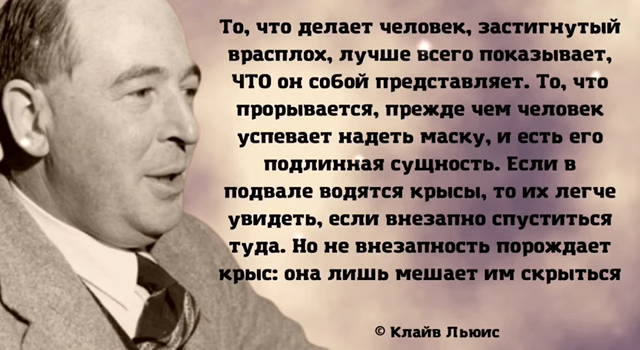 То, что делает человек, застигнутый
врасплох, лучше всего показывает,
ЧТО он собой представляет. То, что
прорывается, прежде чем человек
успевает надеть маску, и есть его
подлинная сущность. Если в
подвале водятся крысы, то их легче
увидеть, если внезапно спуститься
туда. Но не внезапность порождает
крыс: она лишь мешает им скрыться
© Клайв Льюис